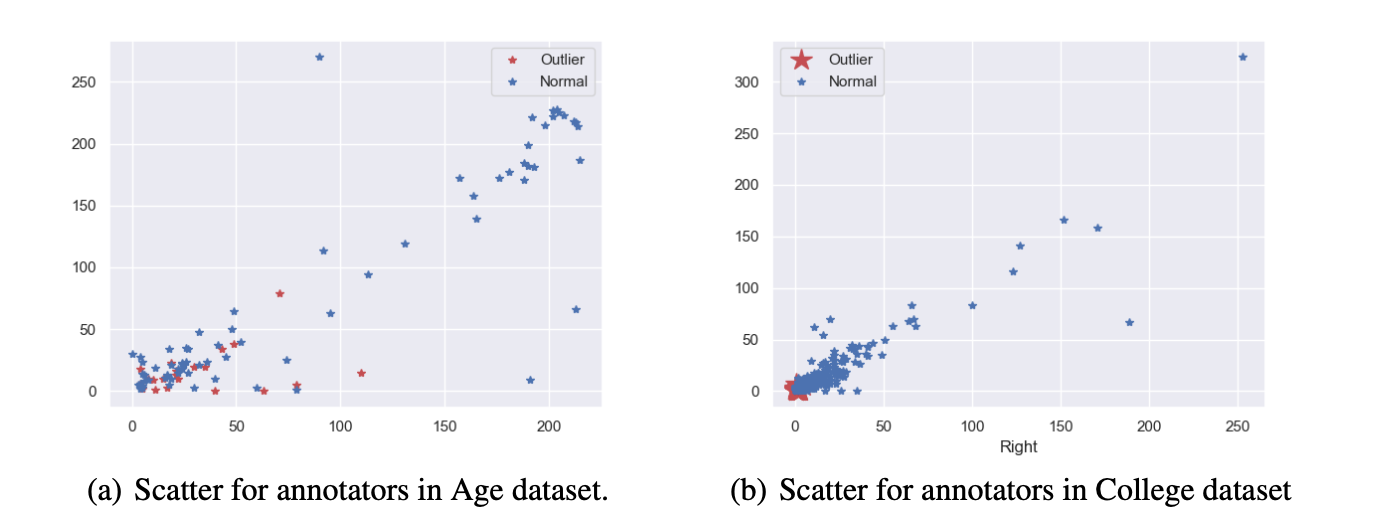 Outlier
Normal
250
200
150
100
50
0
0 50 100 150 200
(a) Scatter for annotators in Age dataset.
Outlier
Normal
300
250
200
150
100
50
0
0 50 100 150 200 250
Right
(b) Scatter for annotators in College dataset